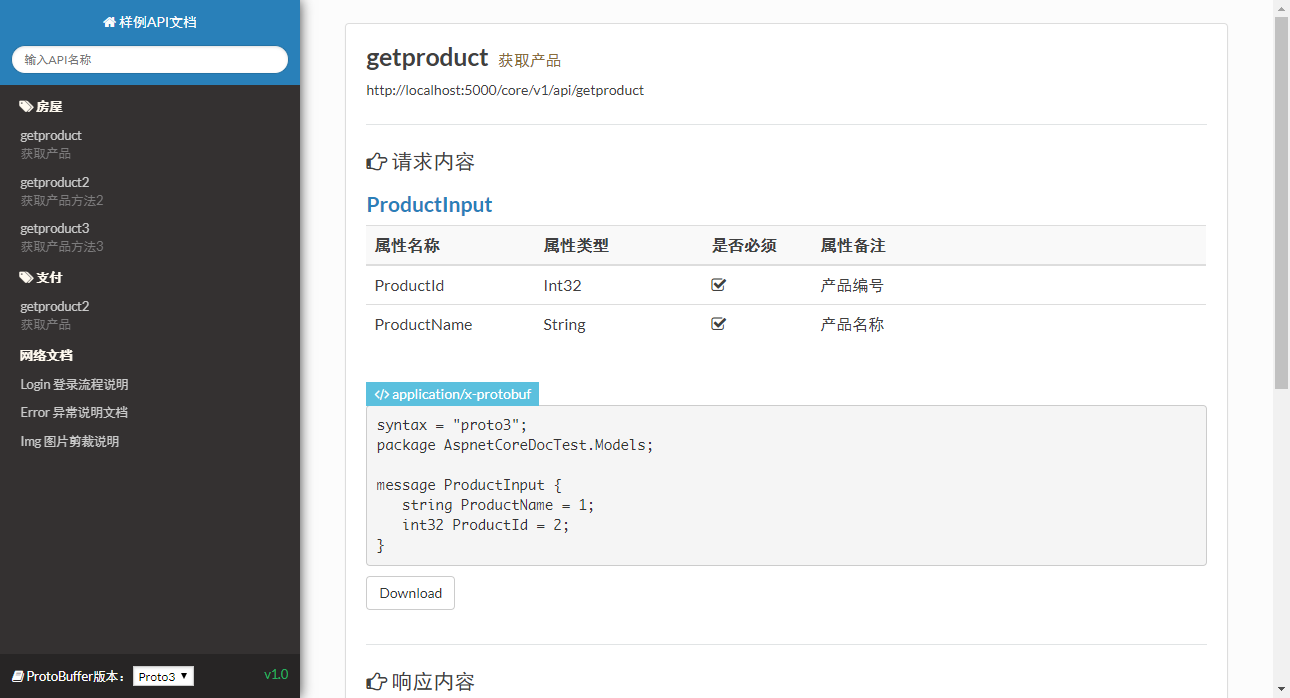 样例API文档
输入API名称
房屋
getproduct
获取产品
getproduct2
获取产品方法2
getproduct3
获取产品方法3
支付
getproduct2
获取产品
网络文档
Login 登录流程说明
Error 异常说明文档
Img 图片剪裁说明
ProtoBuffer版本： Proto3 v1.0
getproduct 获取产品
http://localhost:5000/core/v1/api/getproduct
请求内容
ProductInput
属性名称 属性类型 是否必须 属性备注
ProductId Int32 产品编号
ProductName String 产品名称
</> application/x-protobuf
syntax = "proto3";
package AspnetCoreDocTest.Models;
message ProductInput {
string ProductName = 1;
int32 ProductId = 2;
}
Download
响应内容